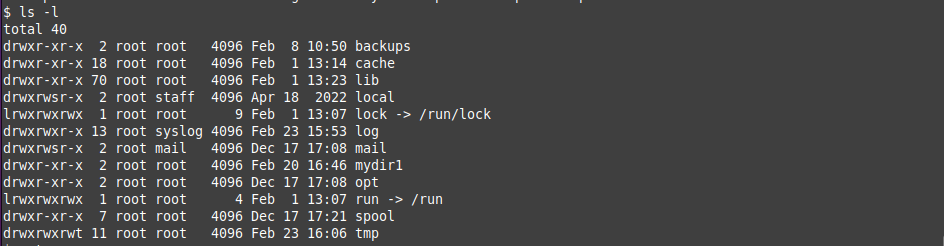 $ ls -l
total 40
drwxr-xr-x  2 root root   4096 Feb  8 10:50 backups
drwxr-xr-x 18 root root   4096 Feb  1 13:14 cache
drwxr-xr-x 70 root root   4096 Feb  1 13:23 lib
drwxrwsr-x  2 root staff  4096 Apr 18  2022 local
lrwxrwxrwx  1 root root      9 Feb  1 13:07 lock -> /run/lock
drwxrwxr-x 13 root syslog 4096 Feb 23 15:53 log
drwxrwsr-x  2 root mail   4096 Dec 17 17:08 mail
drwxr-xr-x  2 root root   4096 Feb 20 16:46 mydir1
drwxr-xr-x  2 root root   4096 Dec 17 17:08 opt
lrwxrwxrwx  1 root root      4 Feb  1 13:07 run -> /run
drwxr-xr-x  7 root root   4096 Dec 17 17:21 spool
drwxrwxrwt 11 root root   4096 Feb 23 16:06 tmp